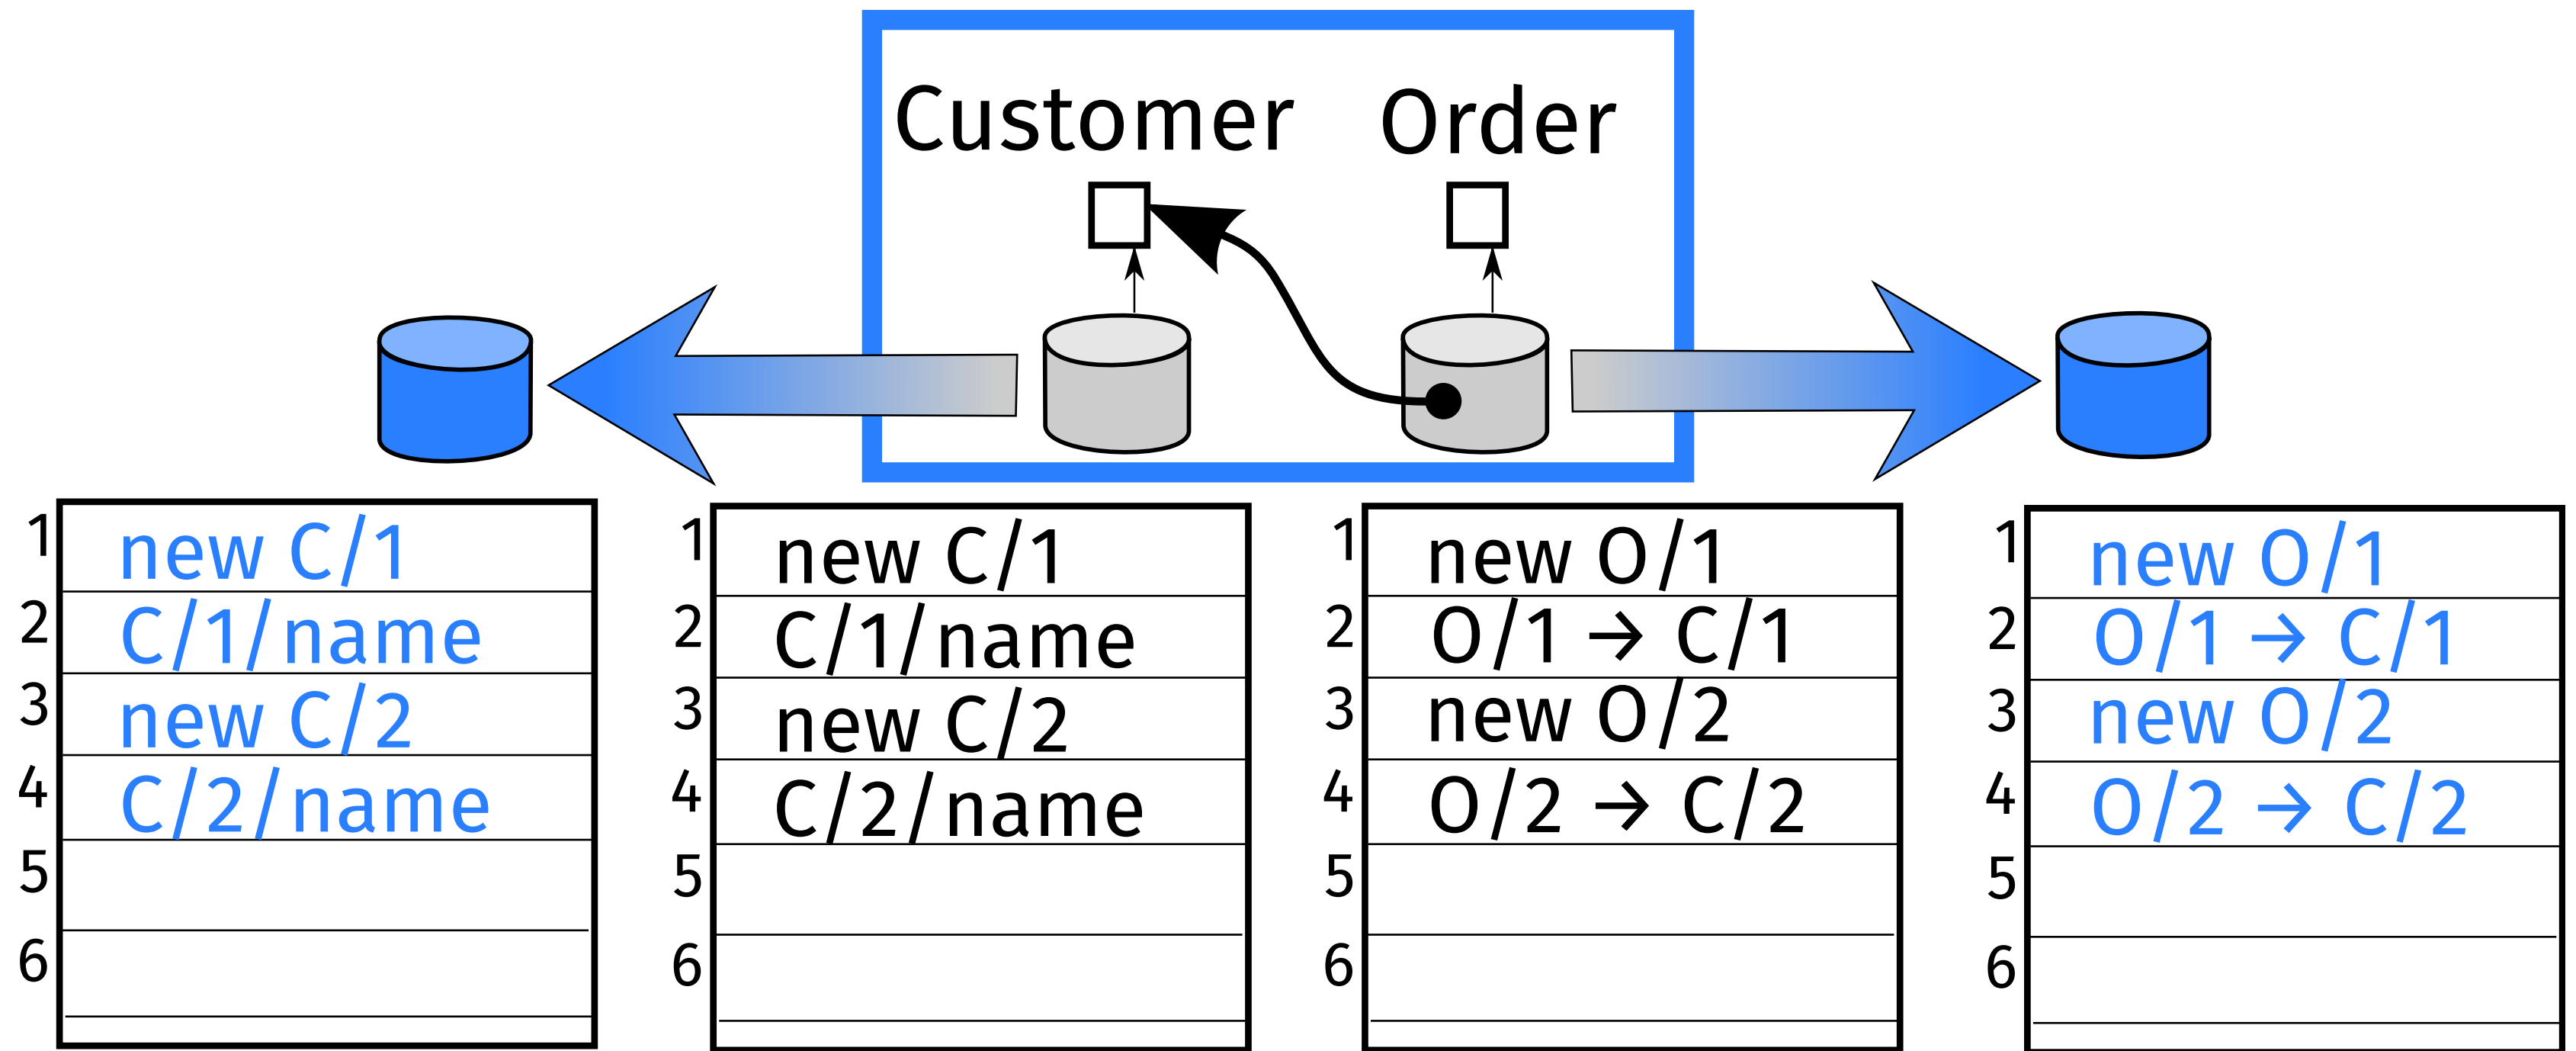 Customer
Order
1 new C/1
2 C/1/name
3 new C/2
4 C/2/name
5
6
1 new C/1
2 C/1/name
3 new C/2
4 C/2/name
5
6
1 new O/1
2 O/1 → C/1
3 new O/2
4 O/2 → C/2
5
6
1 new O/1
2 O/1 → C/1
3 new O/2
4 O/2 → C/2
5
6